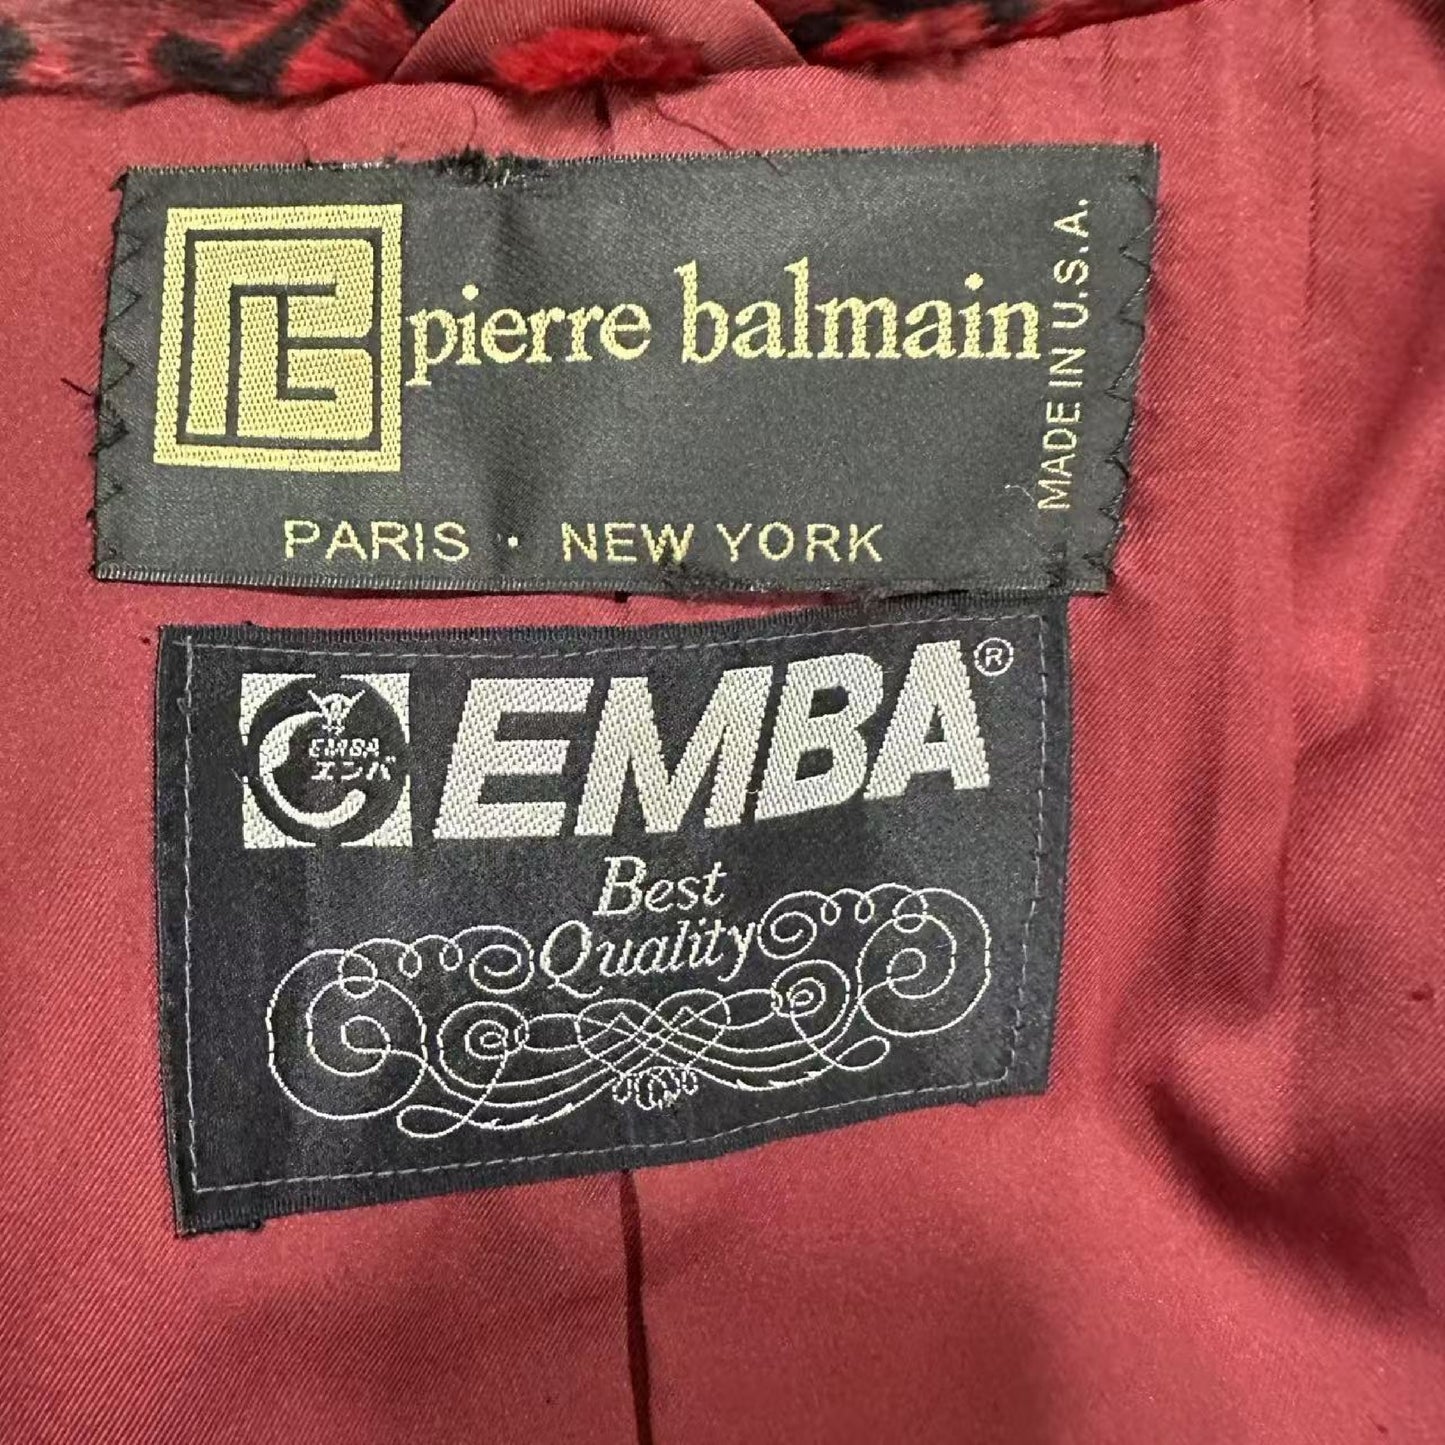 pierre balmain
MADE IN U.S.A.
PARIS · NEW YORK
EMBA®
EMBA
エンバ
Best
Quality